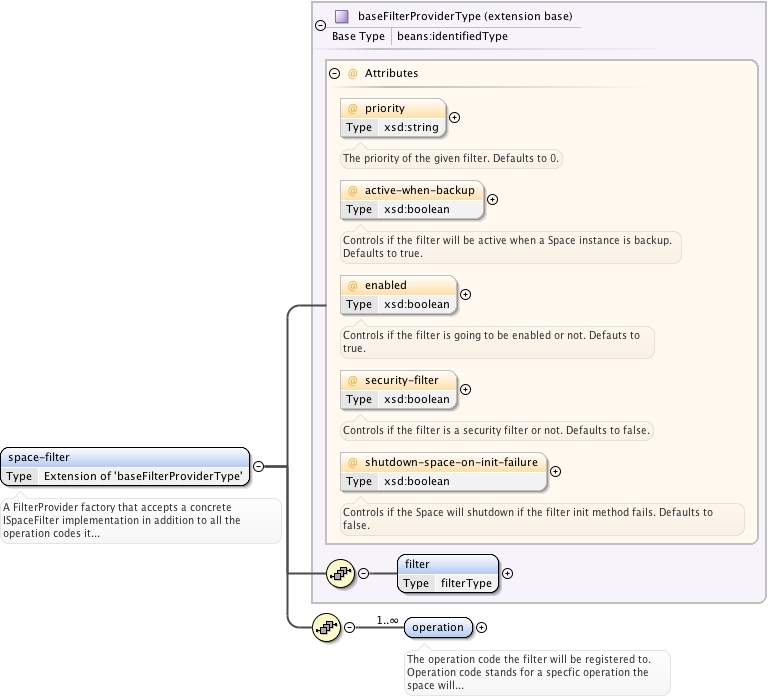 baseFilterProviderType (extension base)
Base Type beans:identifiedType
@ Attributes
@ priority
Type xsd:string
The priority of the given filter. Defaults to 0.
@ active-when-backup
Type xsd:boolean
Controls if the filter will be active when a Space instance is backup.
Defaults to true.
@ enabled
Type xsd:boolean
Controls if the filter is going to be enabled or not. Defauts to
true.
@ security-filter
Type xsd:boolean
Controls if the filter is a security filter or not. Defaults to false.
@ shutdown-space-on-init-failure
Type xsd:boolean
Controls if the Space will shutdown if the filter init method fails. Defaults to
false.
space-filter
Type Extension of 'baseFilterProviderType'
A FilterProvider factory that accepts a concrete
ISpaceFilter implementation in addition to all the
operation codes it...
filter
Type filterType
1..∞
operation
The operation code the filter will be registered to.
Operation code stands for a specfic operation the
space will...